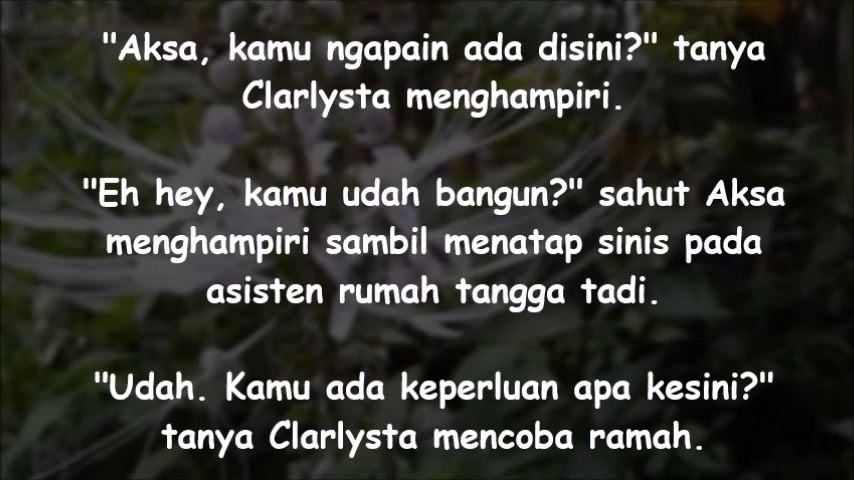 "Aksa, kamu ngapain ada disini?" tanya
Clarlysta menghampiri.
"Eh hey, kamu udah bangun?" sahut Aksa
menghampiri sambil menatap sinis pada
asisten rumah tangga tadi.
"Udah. Kamu ada keperluan apa kesini?"
tanya Clarlysta mencoba ramah.